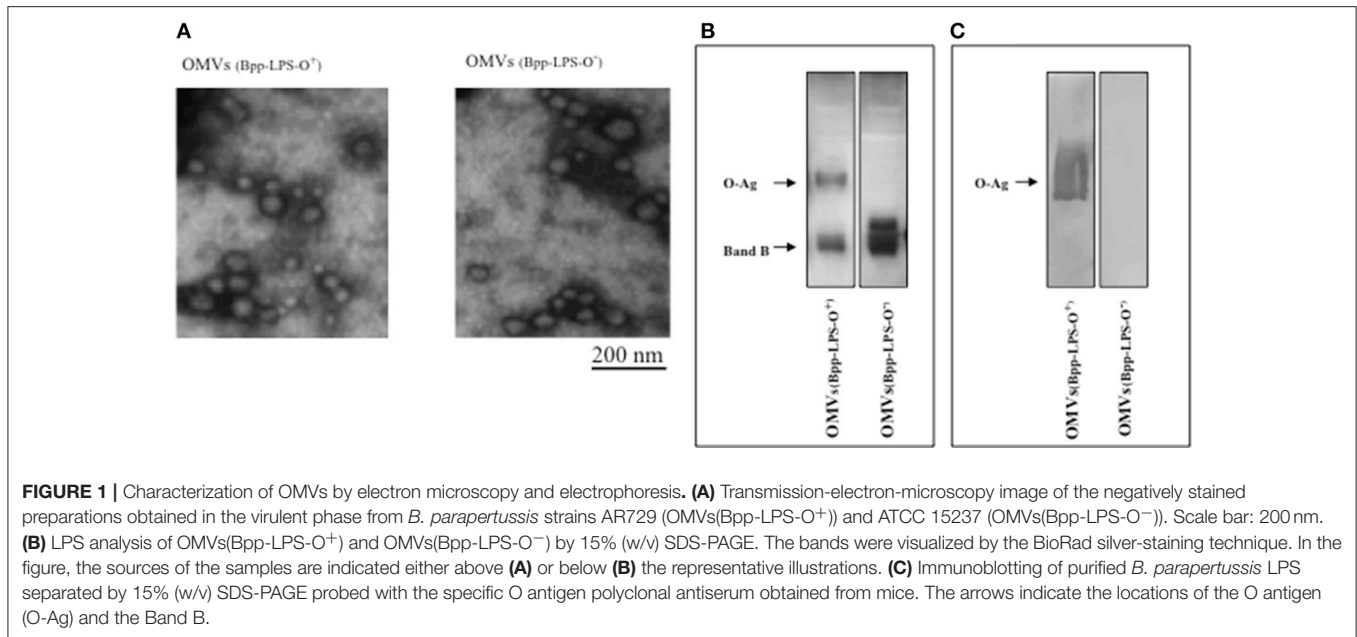 A
OMVs (Bpp-LPS-O⁺)
OMVs (Bpp-LPS-O⁻)
200 nm
B
O-Ag
Band B
OMVs(Bpp-LPS-O⁺)
OMVs(Bpp-LPS-O⁻)
C
O-Ag
OMVs(Bpp-LPS-O⁺)
OMVs(Bpp-LPS-O⁻)
FIGURE 1 | Characterization of OMVs by electron microscopy and electrophoresis. (A) Transmission-electron-microscopy image of the negatively stained
preparations obtained in the virulent phase from B. parapertussis strains AR729 (OMVs(Bpp-LPS-O⁺)) and ATCC 15237 (OMVs(Bpp-LPS-O⁻)). Scale bar: 200 nm.
(B) LPS analysis of OMVs(Bpp-LPS-O⁺) and OMVs(Bpp-LPS-O⁻) by 15% (w/v) SDS-PAGE. The bands were visualized by the BioRad silver-staining technique. In the
figure, the sources of the samples are indicated either above (A) or below (B) the representative illustrations. (C) Immunoblotting of purified B. parapertussis LPS
separated by 15% (w/v) SDS-PAGE probed with the specific O antigen polyclonal antiserum obtained from mice. The arrows indicate the locations of the O antigen
(O-Ag) and the Band B.